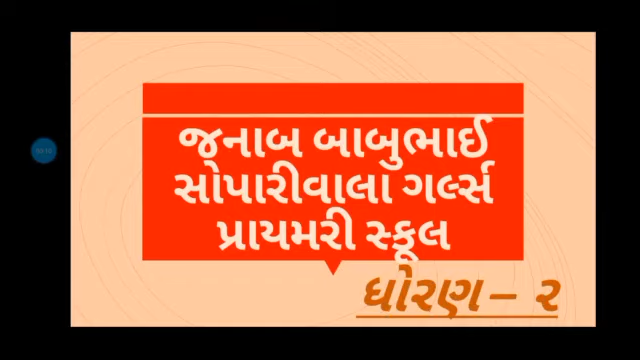 જનાબ બાબુભાઈ
સોપારીવાલા ગર્લ્સ
પ્રાયમરી સ્કૂલ
ધોરણ – ૨